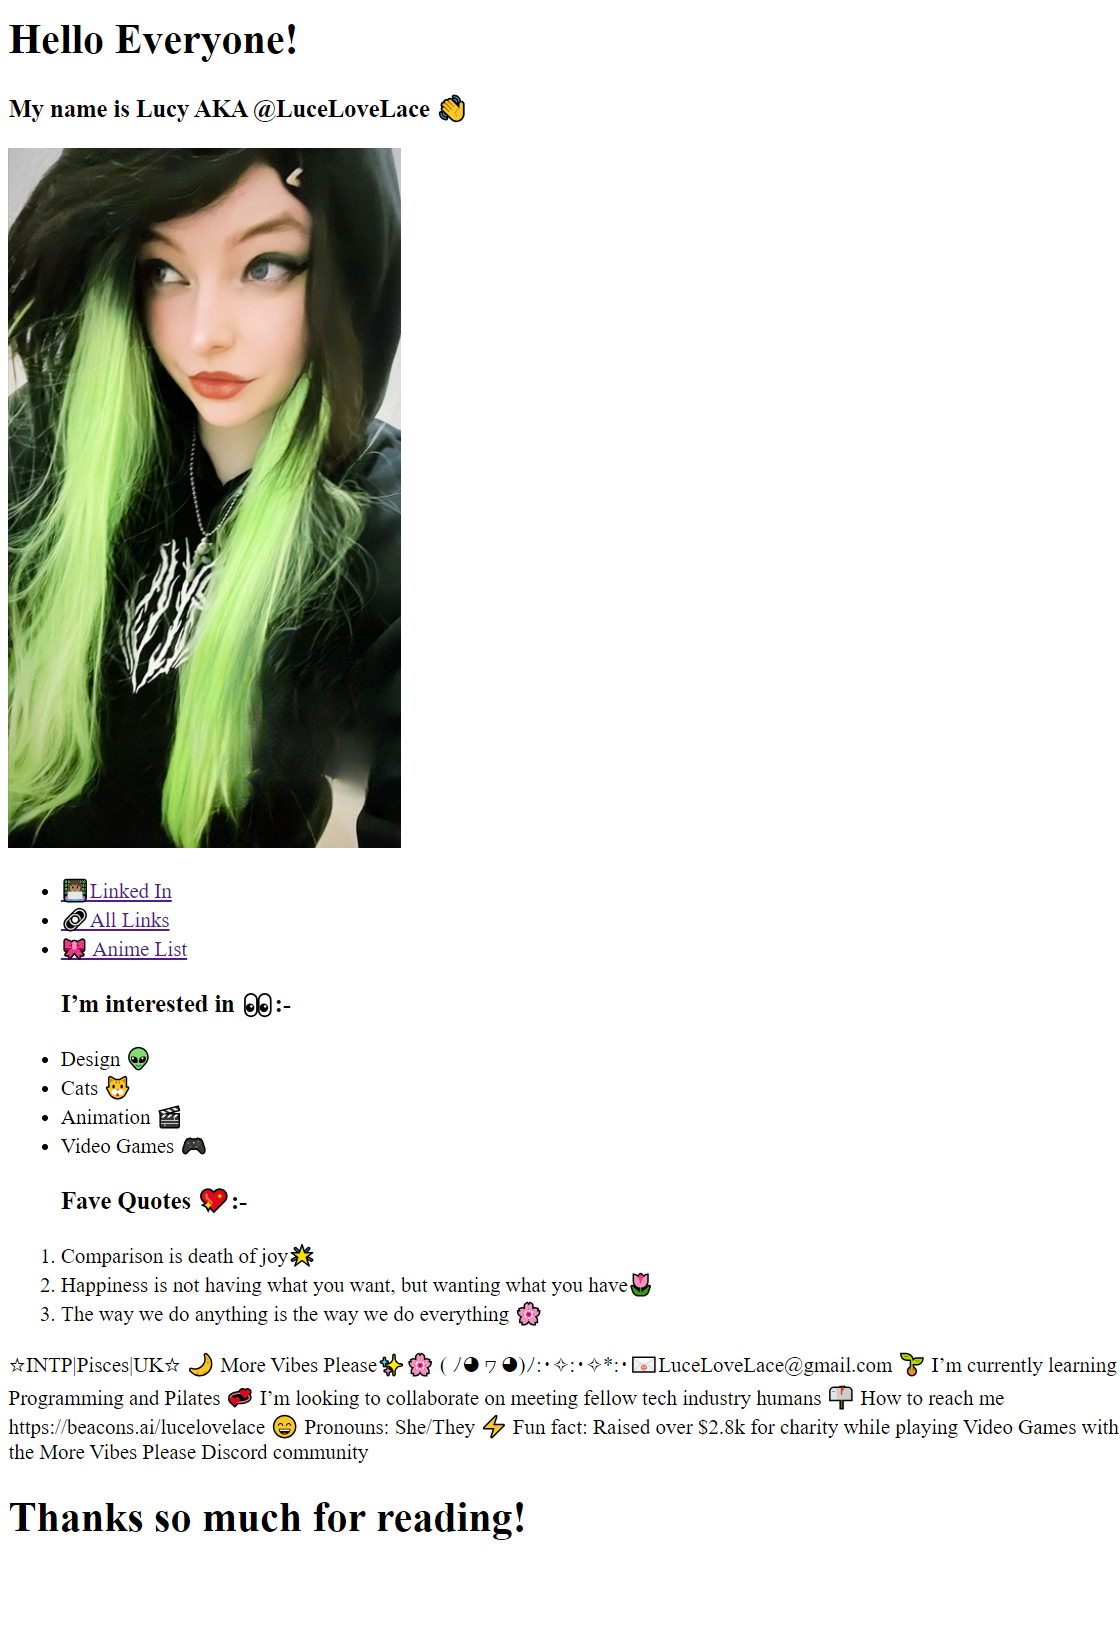 Hello Everyone!
My name is Lucy AKA @LuceLoveLace 👋
👨🏽‍💻Linked In
🔗All Links
🎀 Anime List
I’m interested in 👀:-
Design 👽
Cats 🐱
Animation 🎬
Video Games 🎮
Fave Quotes 💖:-
1. Comparison is death of joy🌟
2. Happiness is not having what you want, but wanting what you have🌷
3. The way we do anything is the way we do everything 🌸
☆INTP|Pisces|UK☆ 🌙 More Vibes Please✨🌸 ( ﾉ◕ ヮ ◕)ﾉ:･✧:･✧*:･💌LuceLoveLace@gmail.com 🌱 I’m currently learning
Programming and Pilates 💞 I’m looking to collaborate on meeting fellow tech industry humans 📫 How to reach me
https://beacons.ai/lucelovelace 😄 Pronouns: She/They ⚡ Fun fact: Raised over $2.8k for charity while playing Video Games with
the More Vibes Please Discord community
Thanks so much for reading!